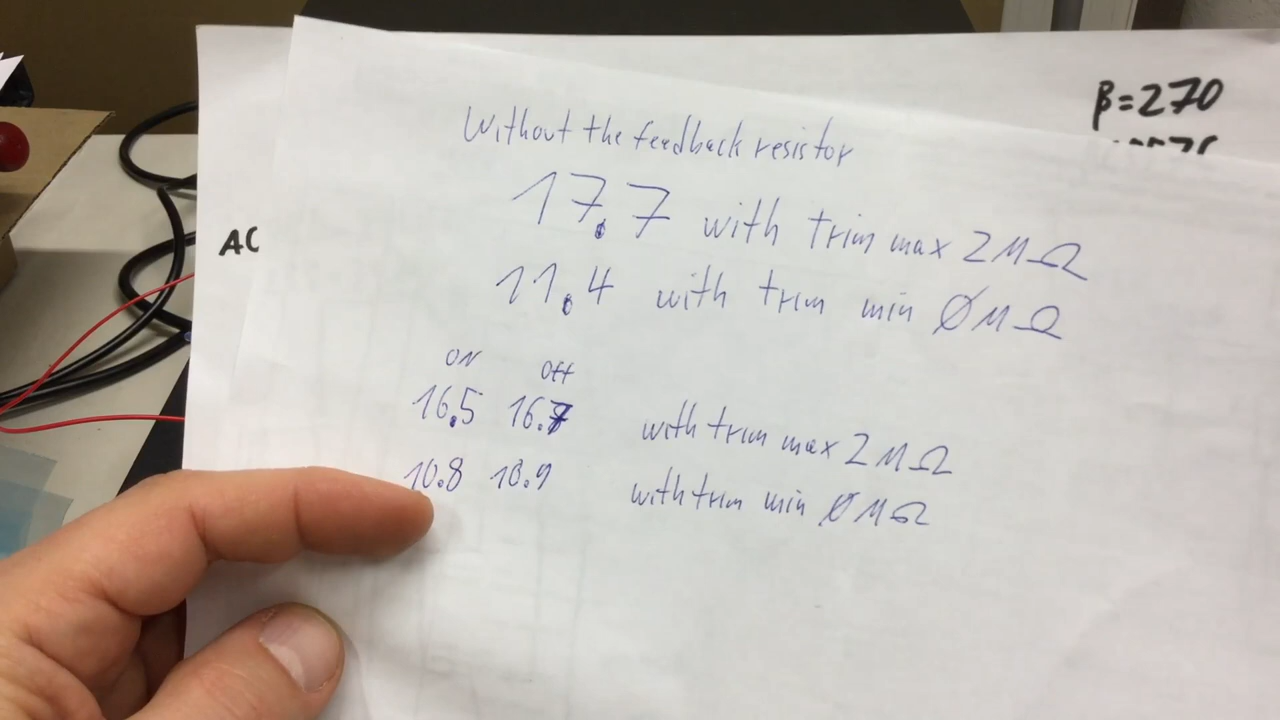 β=270
Without the feedback resistor
17.7 with trim max 2MΩ
AC
11.4 with trim min ØMΩ
ON Off
16.5 16.7 with trim max 2MΩ
10.8 10.9 with trim min ØMΩ